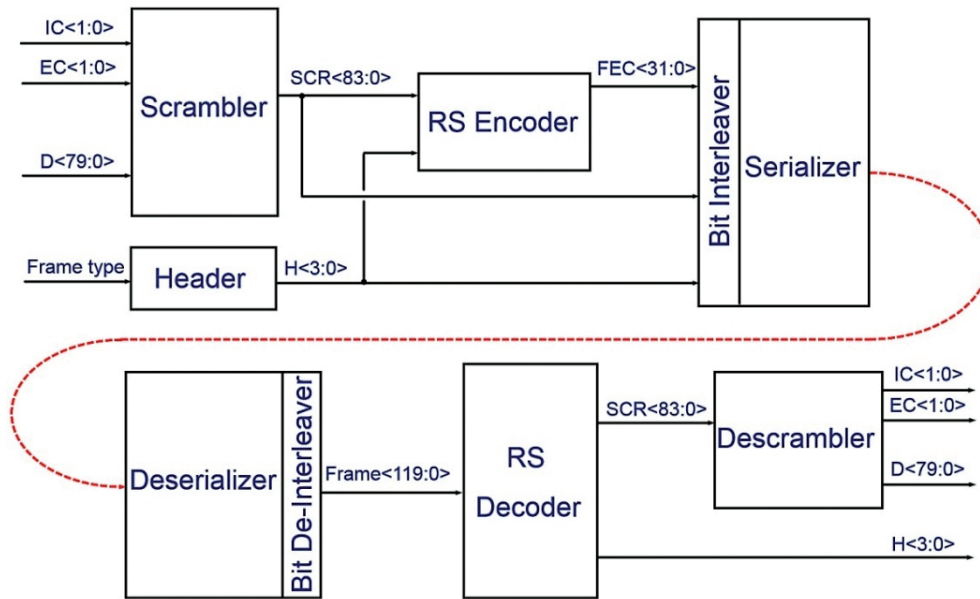 IC<1:0>
EC<1:0>
D<79:0>
Scrambler
SCR<83:0>
RS Encoder
FEC<31:0>
Bit Interleaver
Serializer
Frame type
Header
H<3:0>
Deserializer
Bit De-Interleaver
Frame<119:0>
RS
Decoder
SCR<83:0>
Descrambler
IC<1:0>
EC<1:0>
D<79:0>
H<3:0>